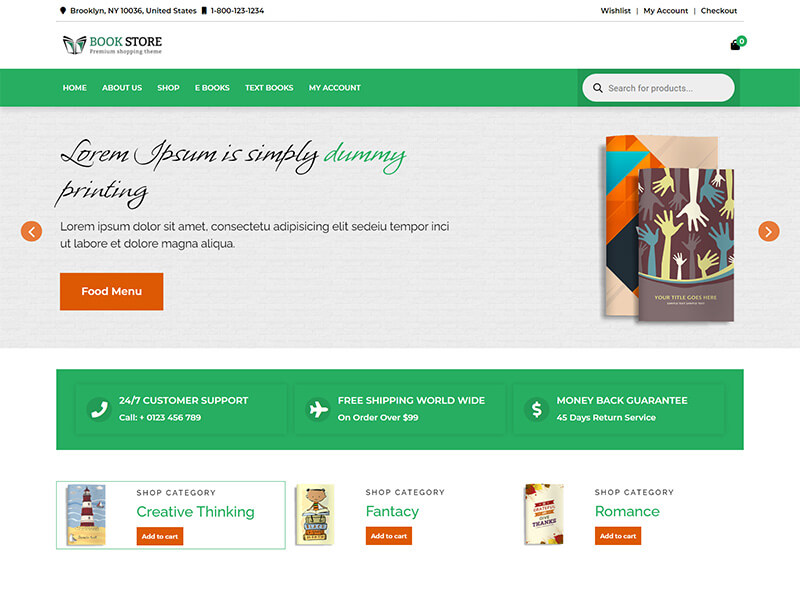 Brooklyn, NY 10036, United States 1-800-123-1234
Wishlist | My Account | Checkout
BOOK STORE
Premium shopping theme
0
HOME ABOUT US SHOP E BOOKS TEXT BOOKS MY ACCOUNT
Search for products...
Lorem Ipsum is simply dummy
printing
Lorem ipsum dolor sit amet, consectetu adipisicing elit sedeiu tempor inci
ut labore et dolore magna aliqua.
Food Menu
YOUR TITLE GOES HERE
24/7 CUSTOMER SUPPORT
Call: + 0123 456 789
FREE SHIPPING WORLD WIDE
On Order Over $99
MONEY BACK GUARANTEE
45 Days Return Service
SHOP CATEGORY
Creative Thinking
Add to cart
SHOP CATEGORY
Fantacy
Add to cart
GRATEFUL
GIVE
THANKS
SHOP CATEGORY
Romance
Add to cart